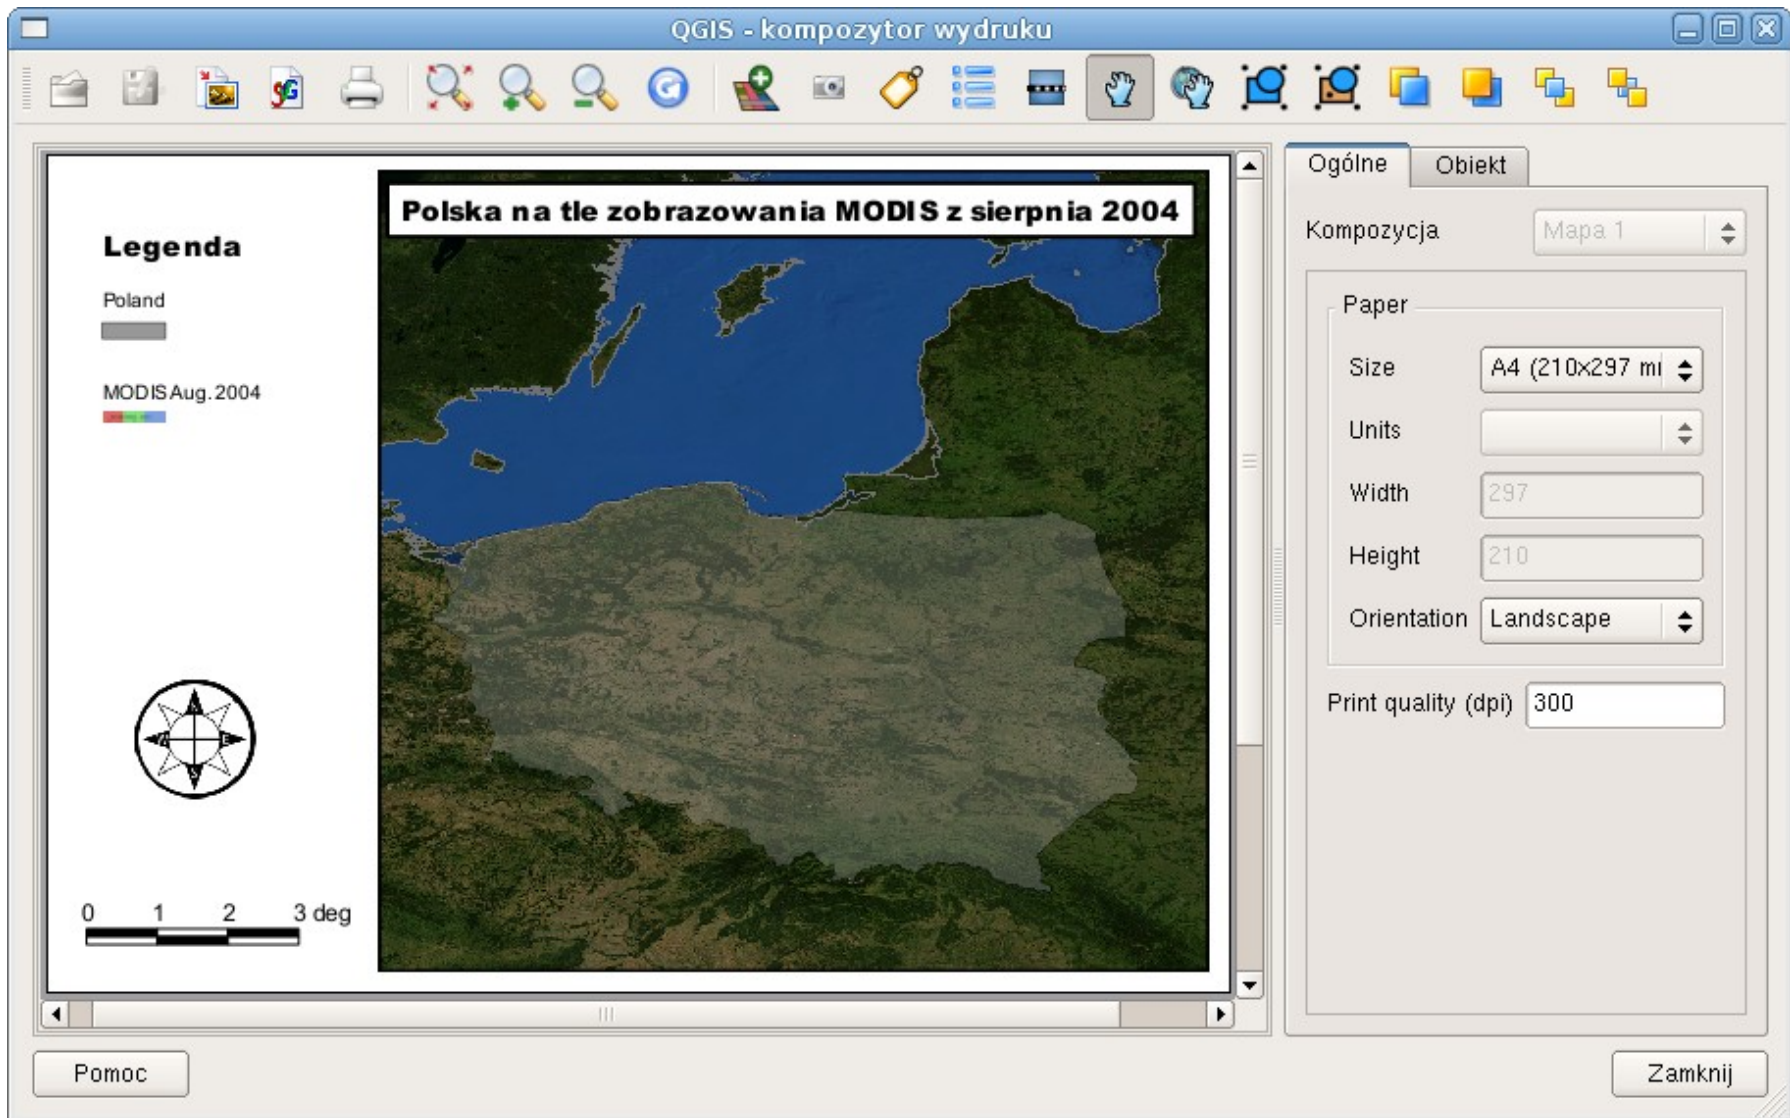 QGIS - kompozytor wydruku
Polska na tle zobrazowania MODIS z sierpnia 2004
Legenda
Poland
MODIS Aug. 2004
0 1 2 3 deg
Ogólne Obiekt
Kompozycja Mapa 1
Paper
Size A4 (210x297 m
Units
Width 297
Height 210
Orientation Landscape
Print quality (dpi) 300
Pomoc Zamknij